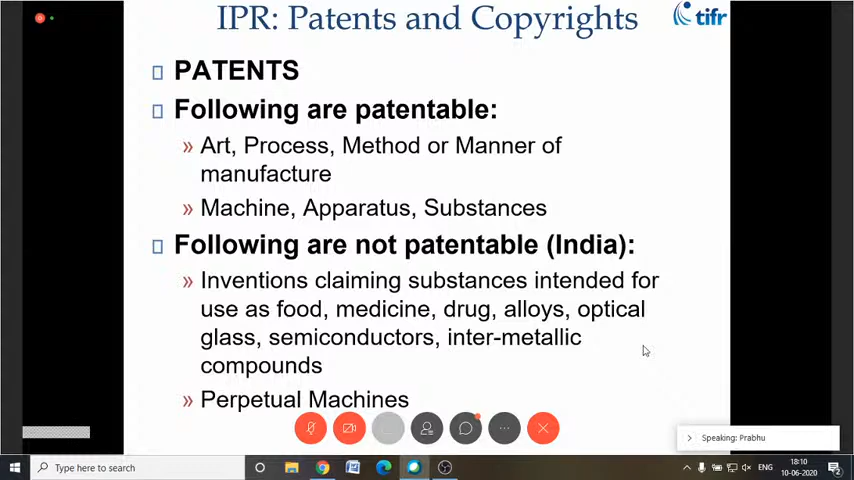 IPR: Patents and Copyrights
tifr
PATENTS
Following are patentable:
» Art, Process, Method or Manner of
manufacture
» Machine, Apparatus, Substances
Following are not patentable (India):
» Inventions claiming substances intended for
use as food, medicine, drug, alloys, optical
glass, semiconductors, inter-metallic
compounds
» Perpetual Machines
Speaking: Prabhu
Type here to search
ENG
18:10
10-06-2020
2